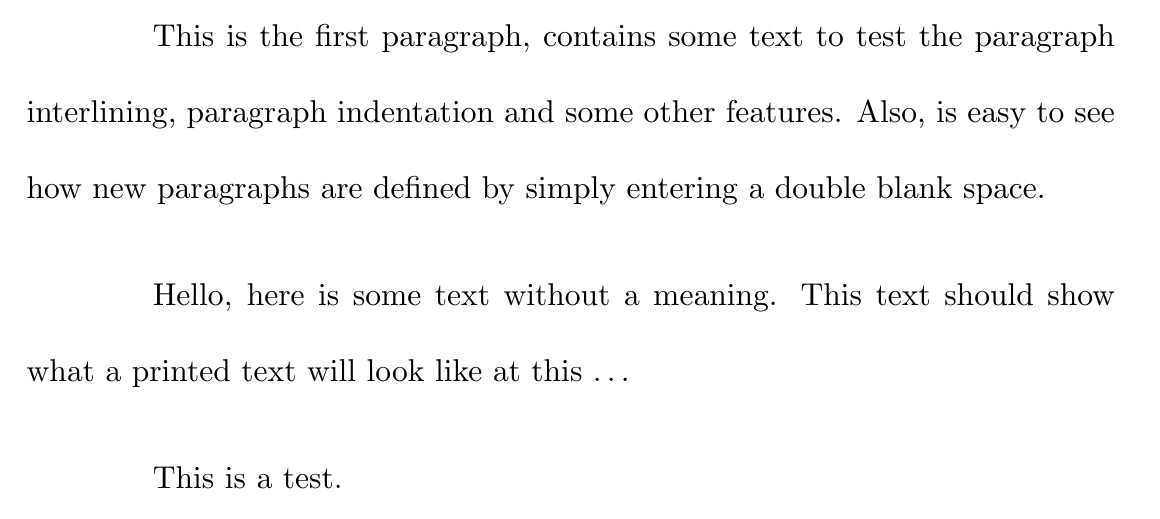 This is the first paragraph, contains some text to test the paragraph
interlining, paragraph indentation and some other features. Also, is easy to see
how new paragraphs are defined by simply entering a double blank space.
Hello, here is some text without a meaning. This text should show
what a printed text will look like at this ...
This is a test.